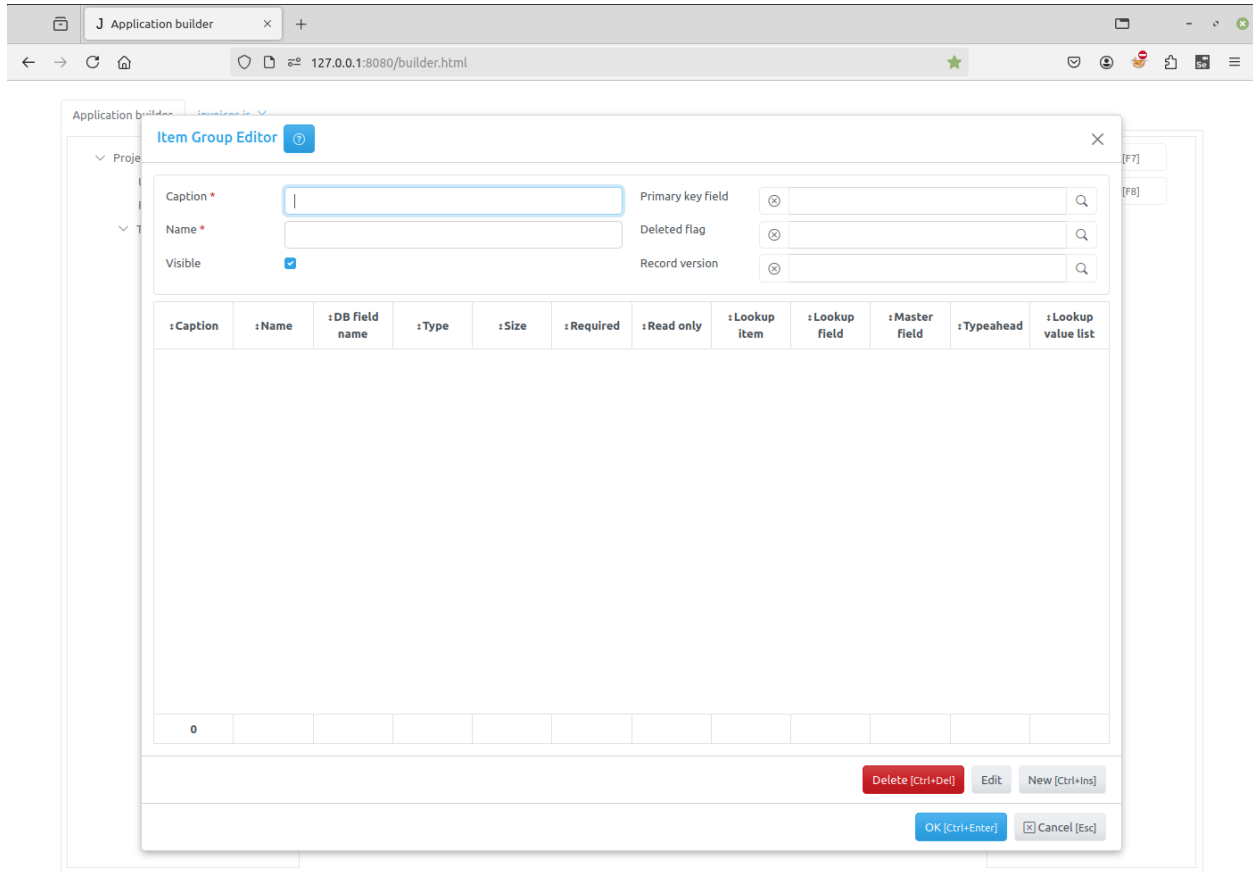 J Application builder
127.0.0.1:8080/builder.html
Application builder
Item Group Editor
Proje
[F7]
[F8]
Caption *
Primary key field
Name *
Deleted flag
Visible
Record version
Caption Name DB field name Type Size Required Read only Lookup item Lookup field Master field Typeahead Lookup value list
0
Delete [Ctrl+Del] Edit New [Ctrl+Ins]
OK [Ctrl+Enter] Cancel [Esc]